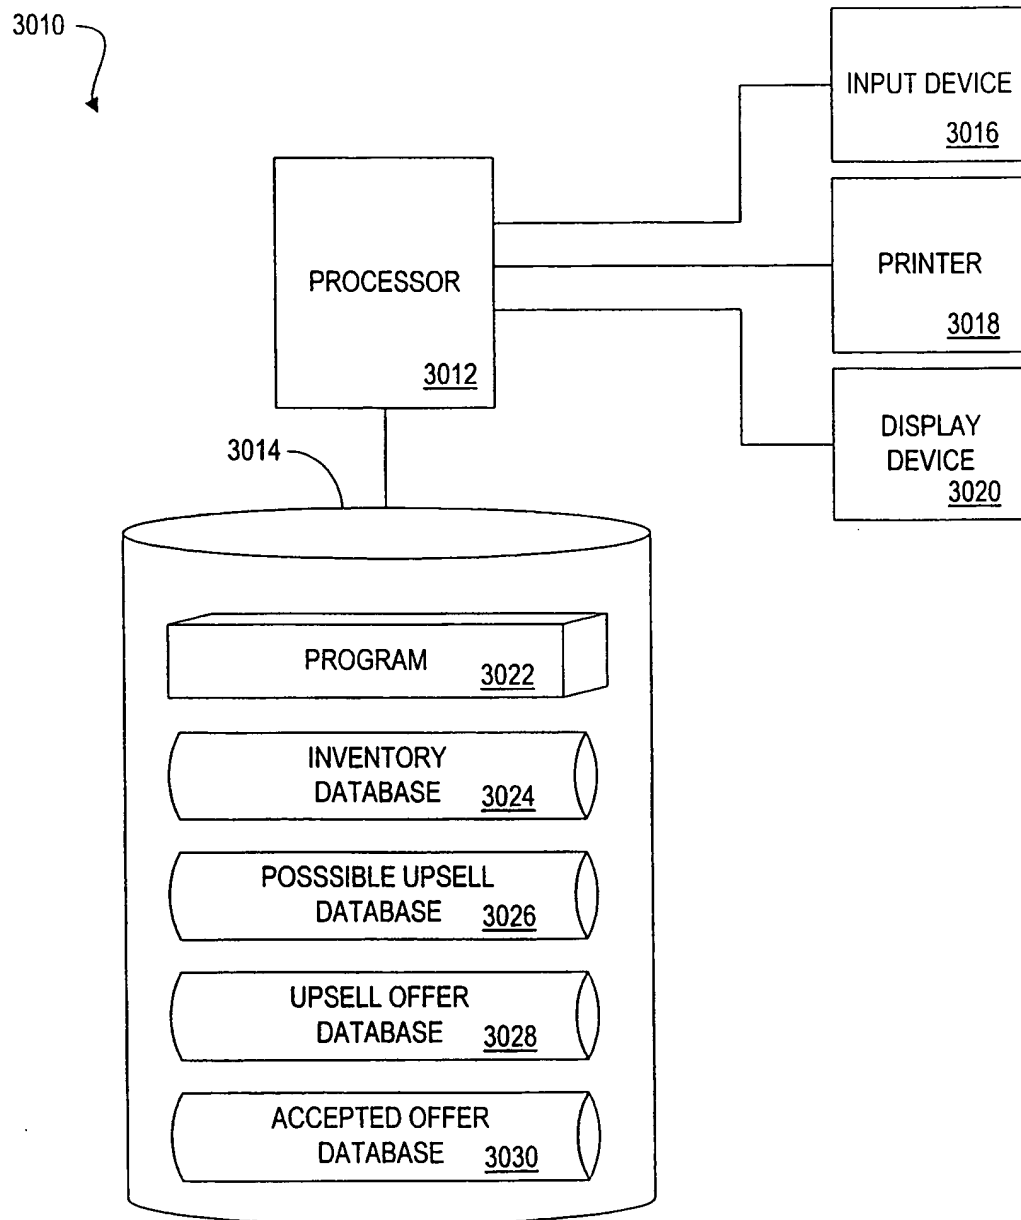 3010
INPUT DEVICE
3016
PROCESSOR
3012
PRINTER
3018
DISPLAY
DEVICE
3020
3014
PROGRAM
3022
INVENTORY
DATABASE
3024
POSSSIBLE UPSELL
DATABASE
3026
UPSELL OFFER
DATABASE
3028
ACCEPTED OFFER
DATABASE
3030